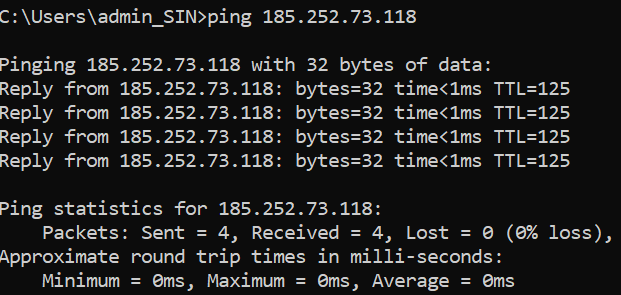 C:\Users\admin_SIN>ping 185.252.73.118
Pinging 185.252.73.118 with 32 bytes of data:
Reply from 185.252.73.118: bytes=32 time<1ms TTL=125
Reply from 185.252.73.118: bytes=32 time<1ms TTL=125
Reply from 185.252.73.118: bytes=32 time<1ms TTL=125
Reply from 185.252.73.118: bytes=32 time<1ms TTL=125
Ping statistics for 185.252.73.118:
    Packets: Sent = 4, Received = 4, Lost = 0 (0% loss),
Approximate round trip times in milli-seconds:
    Minimum = 0ms, Maximum = 0ms, Average = 0ms